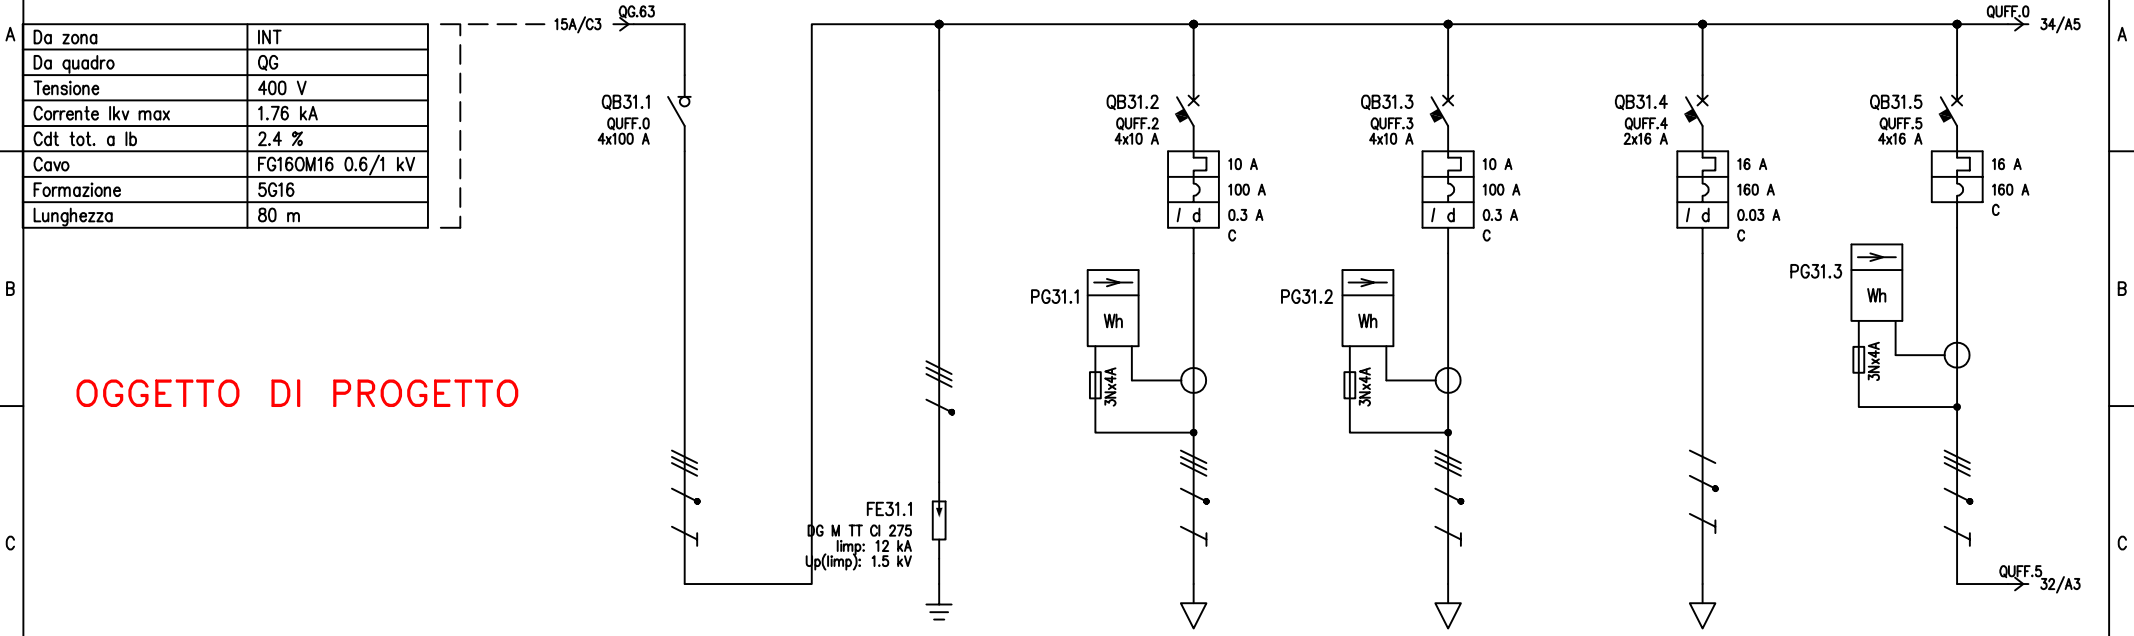 A
Da zona INT
Da quadro QG
Tensione 400 V
Corrente Ikv max 1.76 kA
Cdt tot. a Ib 2.4 %
Cavo FG16OM16 0.6/1 kV
Formazione 5G16
Lunghezza 80 m
15A/C3
QG.63
QUFF.0
34/A5
A
QB31.1
QUFF.0
4x100 A
QB31.2
QUFF.2
4x10 A
10 A
100 A
I d
0.3 A
C
QB31.3
QUFF.3
4x10 A
10 A
100 A
I d
0.3 A
C
QB31.4
QUFF.4
2x16 A
16 A
160 A
I d
0.03 A
C
QB31.5
QUFF.5
4x16 A
16 A
160 A
C
B
PG31.1
Wh
3Nx4A
PG31.2
Wh
3Nx4A
PG31.3
Wh
3Nx4A
B
OGGETTO DI PROGETTO
C
FE31.1
DG M TT CI 275
Iimp: 12 kA
Up(Iimp): 1.5 kV
QUFF.5
32/A3
C